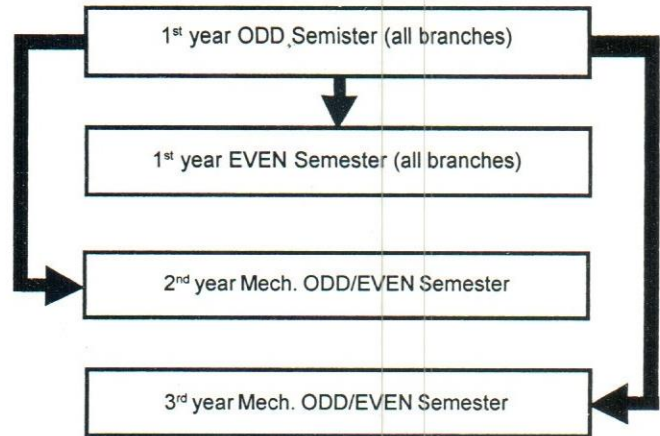 1st year ODD Semister (all branches)
1st year EVEN Semester (all branches)
2nd year Mech. ODD/EVEN Semester
3rd year Mech. ODD/EVEN Semester